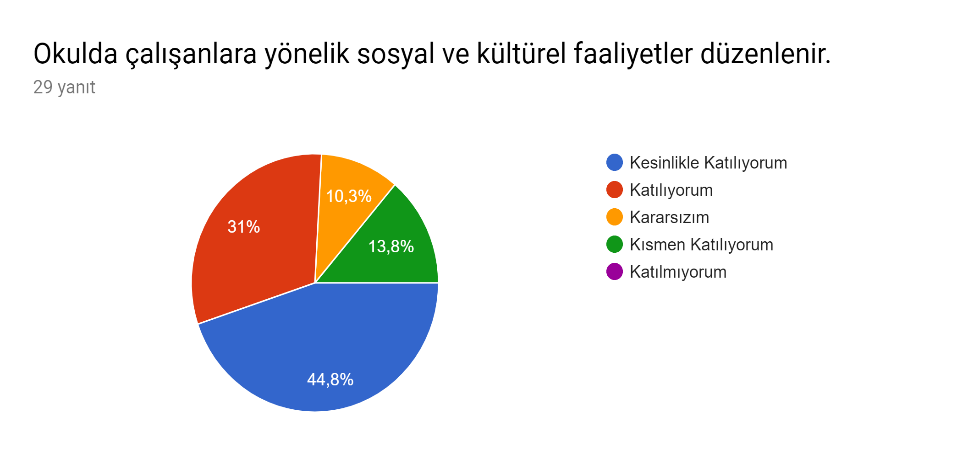 Okulda çalışanlara yönelik sosyal ve kültürel faaliyetler düzenlenir.
29 yanıt
Kesinlikle Katılıyorum
Katılıyorum
Kararsızım
Kısmen Katılıyorum
Katılmıyorum
10,3%
31%
13,8%
44,8%